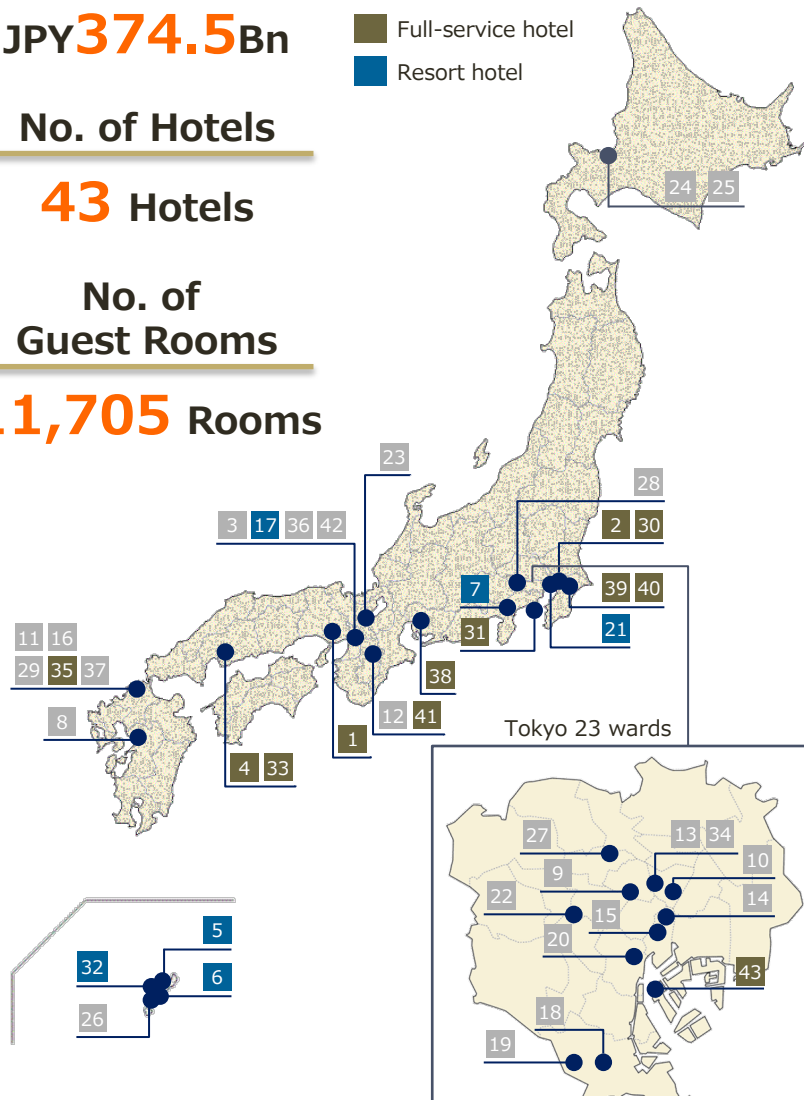 JPY374.5Bn
Full-service hotel
Resort hotel
No. of Hotels
43 Hotels
No. of
Guest Rooms
11,705 Rooms
24 25
23
28
3 17 36 42
2 30
7
39 40
31
21
11 16
29 35 37
38
8
12 41
1
4 33
Tokyo 23 wards
27
13 34
9
10
22
15
14
20
43
18
19
5
32
6
26